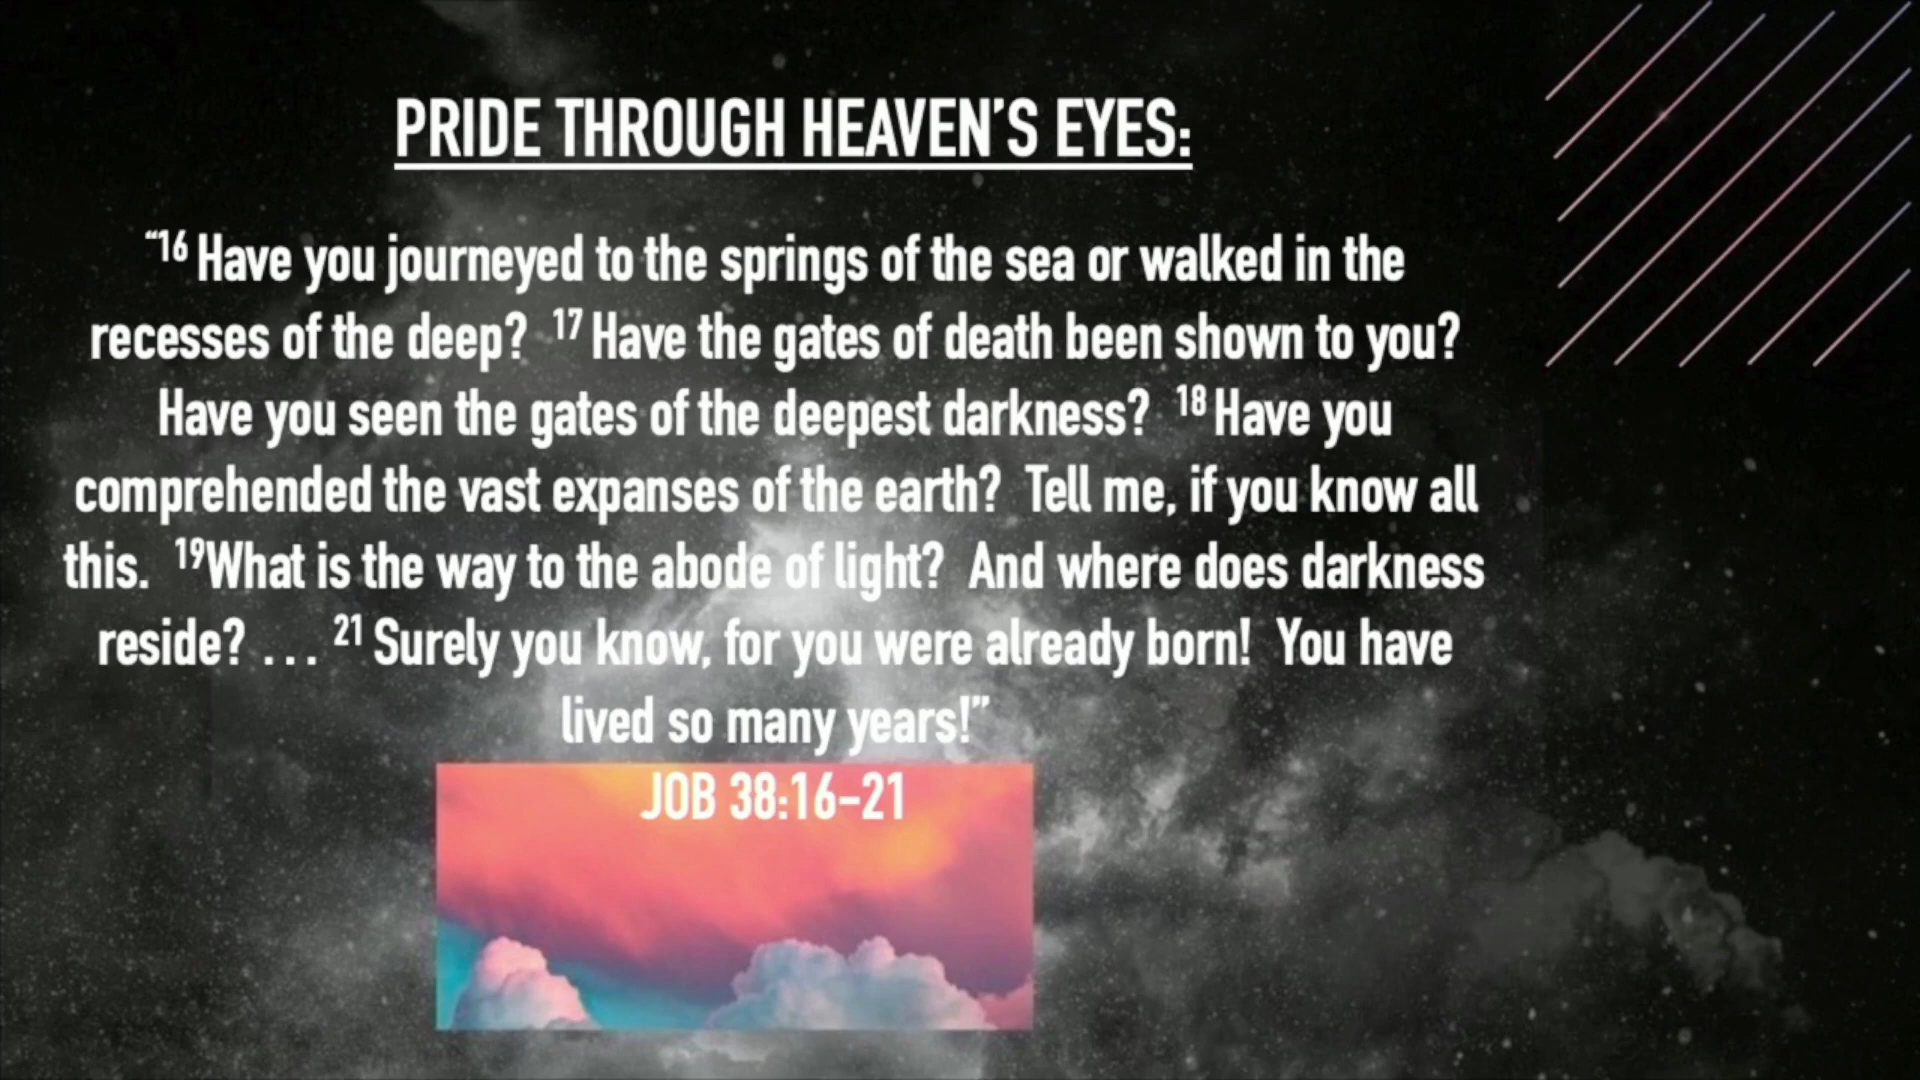 PRIDE THROUGH HEAVEN'S EYES:
“16 Have you journeyed to the springs of the sea or walked in the
recesses of the deep? 17 Have the gates of death been shown to you?
Have you seen the gates of the deepest darkness? 18 Have you
comprehended the vast expanses of the earth? Tell me, if you know all
this. 19What is the way to the abode of light? And where does darkness
reside? . . . 21 Surely you know, for you were already born! You have
lived so many years!”
JOB 38:16-21